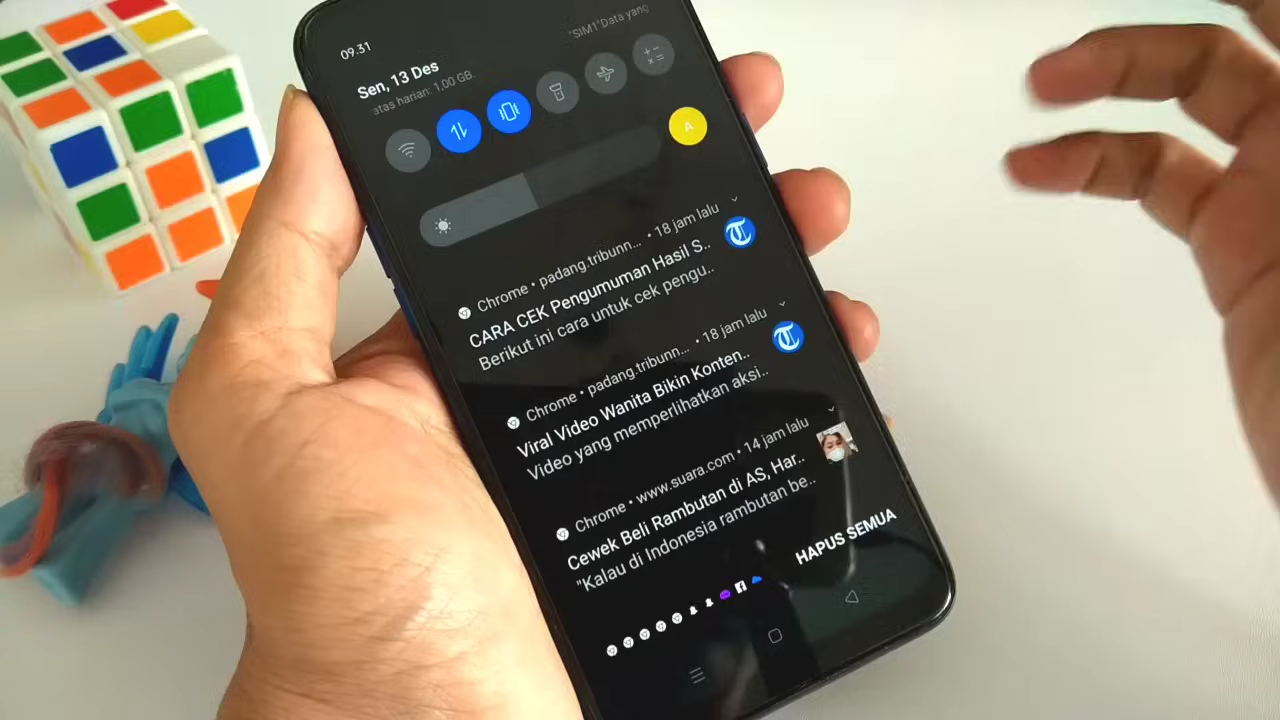 09.31
"SIM1"Data yang
Sen, 13 Des
atas harian: 1,00 GB.
A
Chrome • padang.tribunn... • 18 jam lalu
CARA CEK Pengumuman Hasil S..
Berikut ini cara untuk cek pengu..
Chrome • padang.tribunn... • 18 jam lalu
Viral Video Wanita Bikin Konten..
Video yang memperlihatkan aksi..
Chrome • www.suara.com • 14 jam lalu
Cewek Beli Rambutan di AS, Har..
"Kalau di Indonesia rambutan be..
HAPUS SEMUA